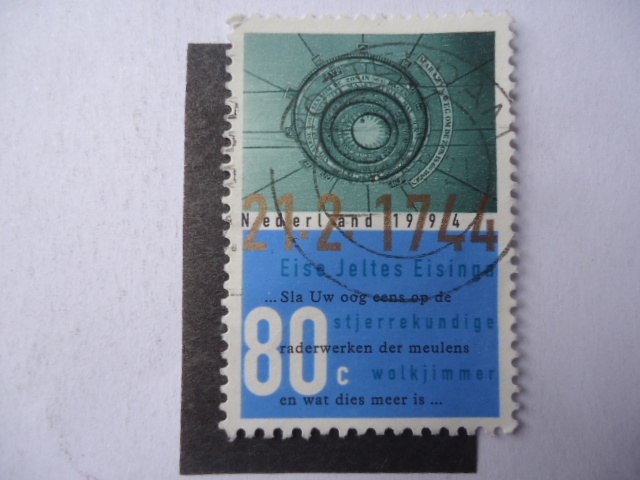 21.2.1744
Nederland 1994
Eise Jeltes Eisinga
... Sla Uw oog eens op de
stjerrekundige
80c
raderwerken der meulens
wolkjimmer
en wat dies meer is ...